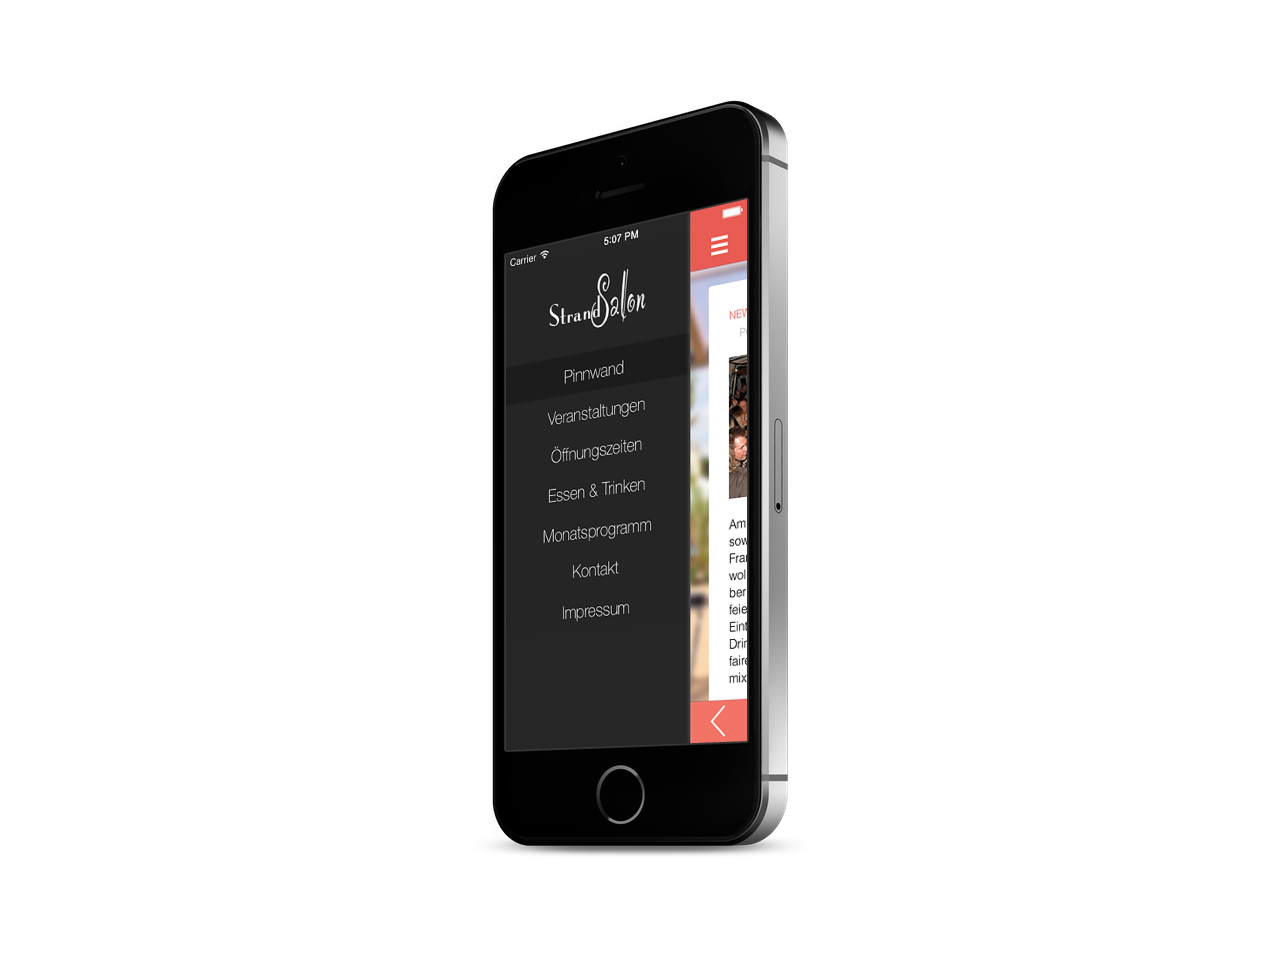 Carrier
5:07 PM
StrandSalon
Pinnwand
Veranstaltungen
Öffnungszeiten
Essen & Trinken
Monatsprogramm
Kontakt
Impressum
NEW
Am
sow
Fra
wol
ber
feie
Eint
Drin
faire
mix